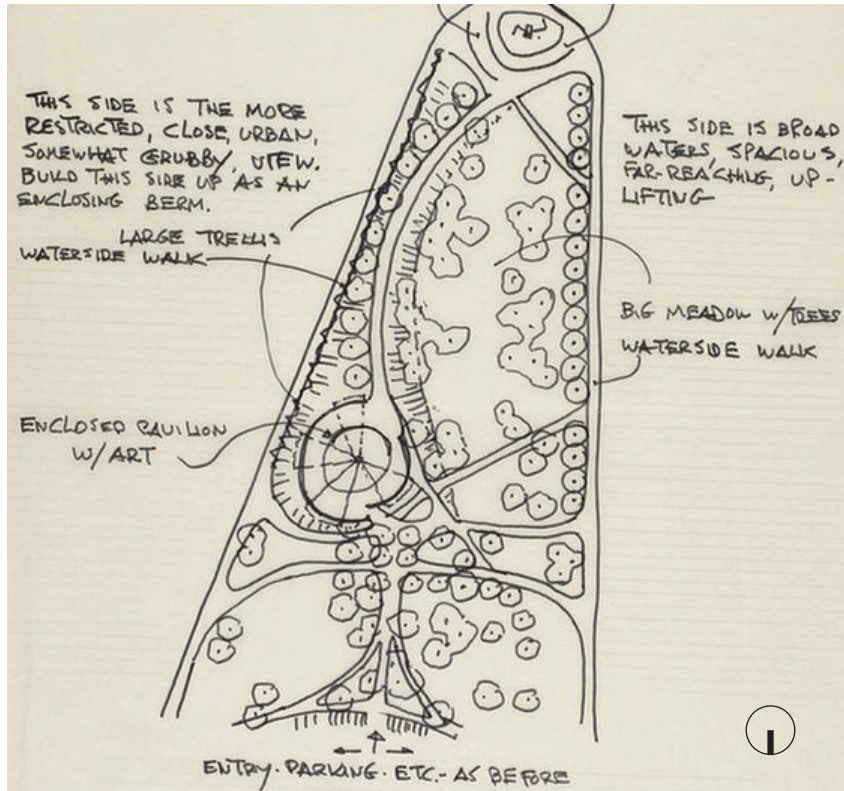 THIS SIDE IS THE MORE
RESTRICTED, CLOSE, URBAN,
SOMEWHAT GRUBBY, VIEW.
BUILD THIS SIDE UP AS AN
ENCLOSING BERM.
LARGE TRELLIS
WATERSIDE WALK
ENCLOSED PAVILION
W/ ART
THIS SIDE IS BROAD
WATERS, SPACIOUS,
FAR-REACHING, UP-
LIFTING
BIG MEADOW W/TREES
WATERSIDE WALK
ENTRY. PARKING. ETC.- AS BEFORE